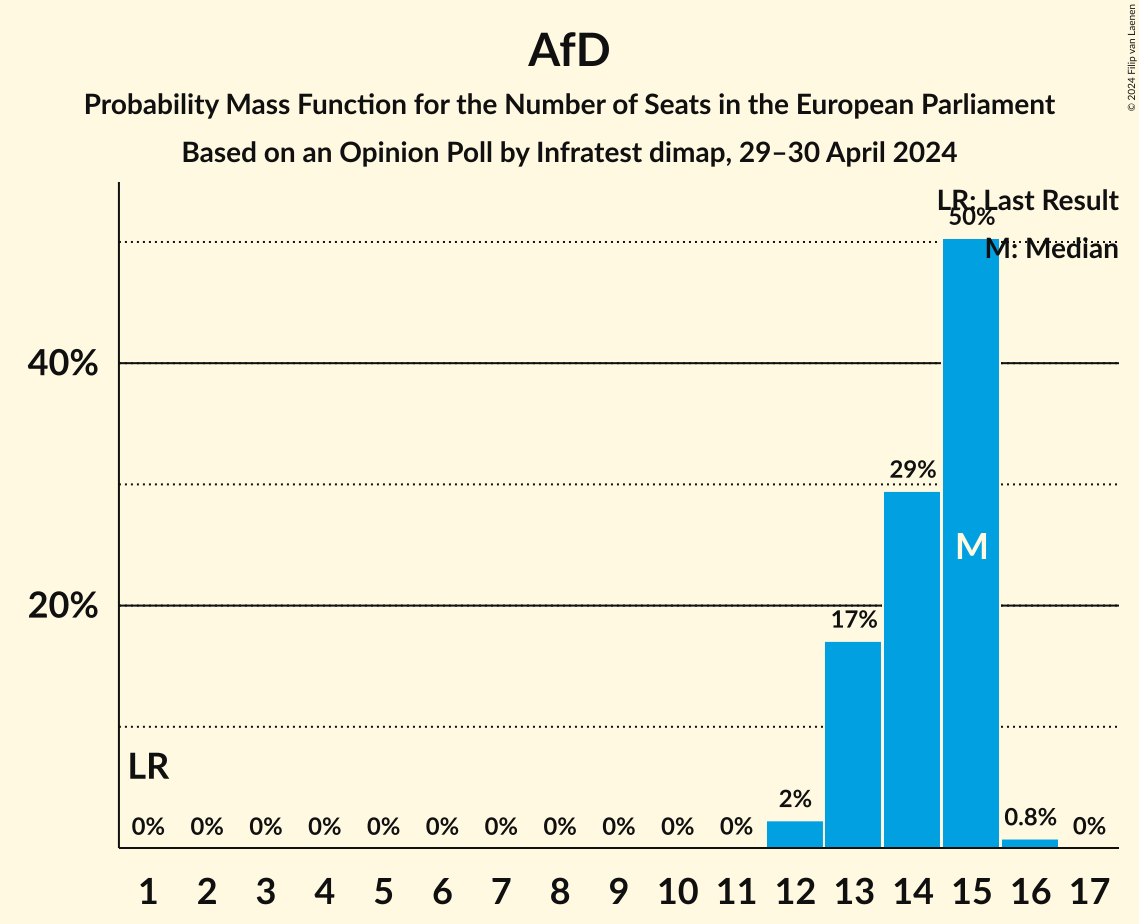 AfD
Probability Mass Function for the Number of Seats in the European Parliament
Based on an Opinion Poll by Infratest dimap, 29–30 April 2024
© 2024 Filip van Laenen
LR: Last Result
50%
M: Median
40%
29%
M
20%
17%
LR
2%
0% 0% 0% 0% 0% 0% 0% 0% 0% 0% 0% 0.8% 0%
1 2 3 4 5 6 7 8 9 10 11 12 13 14 15 16 17